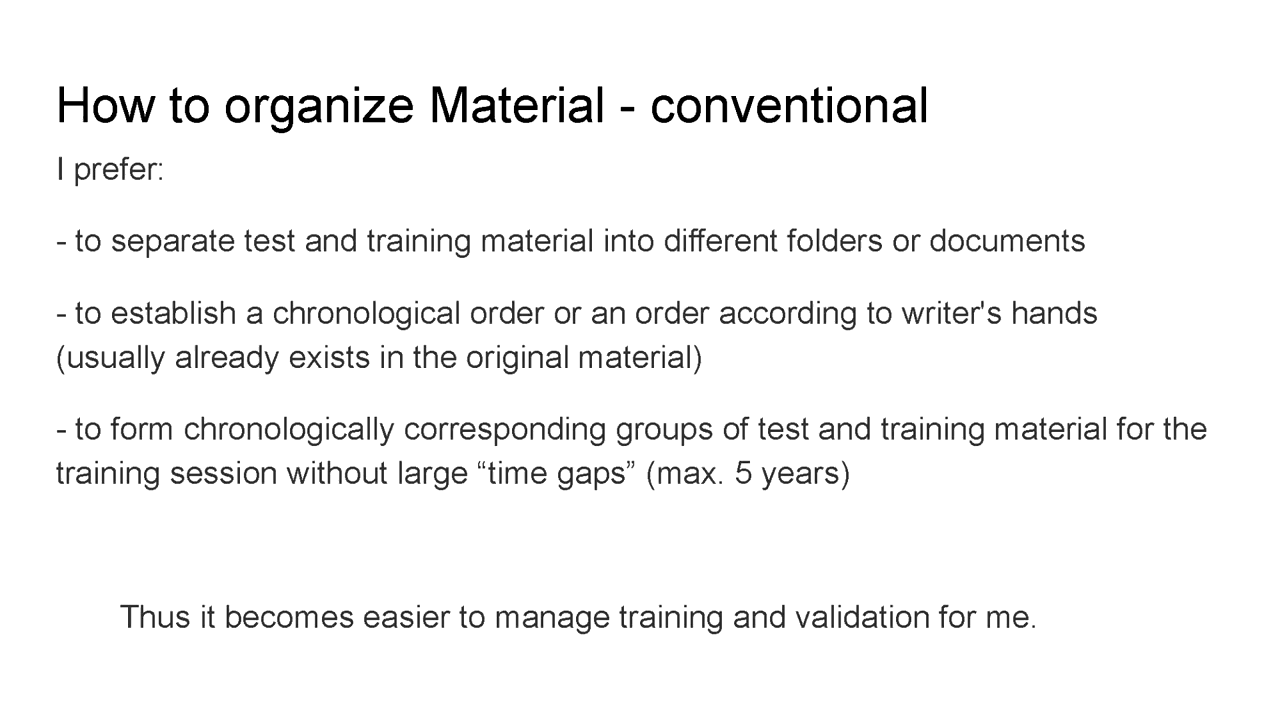 How to organize Material - conventional
I prefer:
- to separate test and training material into different folders or documents
- to establish a chronological order or an order according to writer's hands
(usually already exists in the original material)
- to form chronologically corresponding groups of test and training material for the
training session without large “time gaps” (max. 5 years)
Thus it becomes easier to manage training and validation for me.